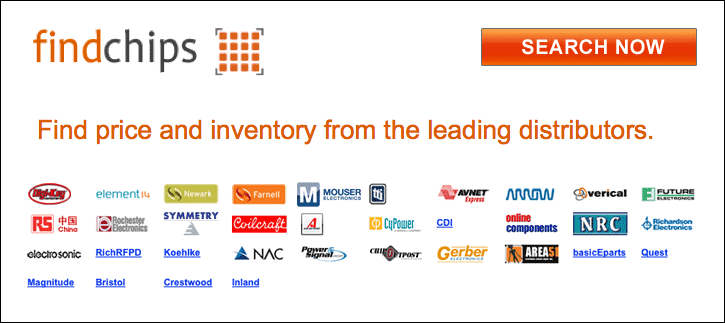 findchips
SEARCH NOW
Find price and inventory from the leading distributors.
Digi-Key element14 Newark Farnell MOUSER ELECTRONICS tti AVNET Express ARROW verical FUTURE ELECTRONICS
RS 中国 China Rochester Electronics SYMMETRY Coilcraft CyPower CDI online components NRC Richardson Electronics
electrosonic RichRFPD Koehlke NAC Power & Signal CHIP OUTPOST Gerber ELECTRONICS AREA51 basicEparts Quest
Magnitude Bristol Crestwood Inland